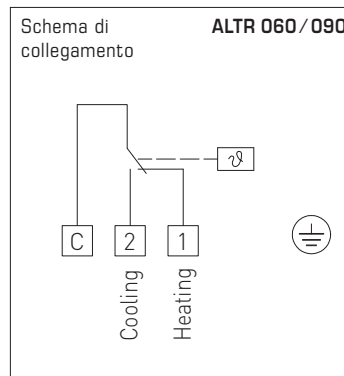 Schema di
collegamento
ALTR 060/090
ϑ
C
2
1
Cooling
Heating